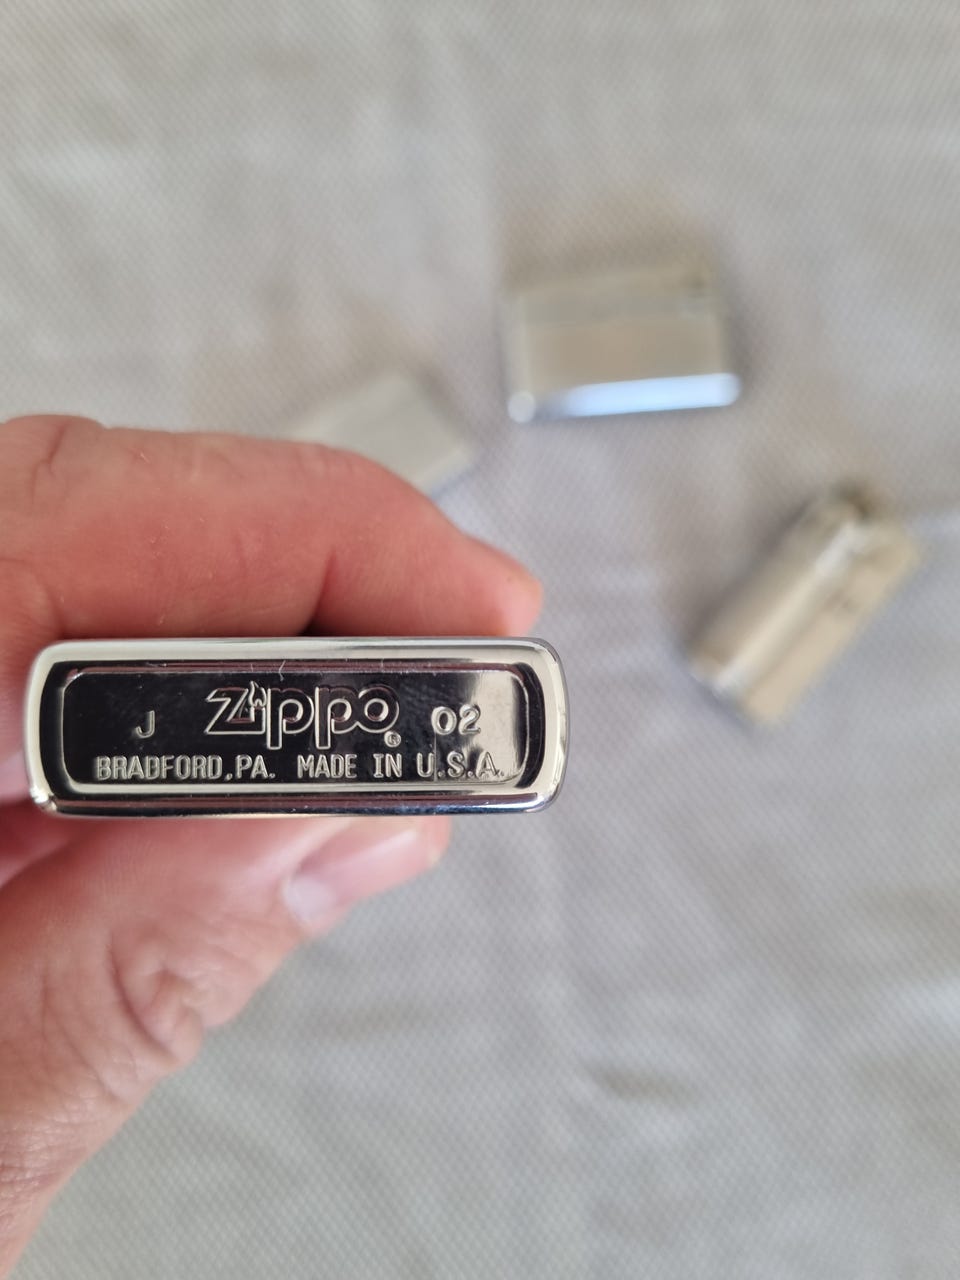 J Zippo® 02
BRADFORD,PA. MADE IN U.S.A.